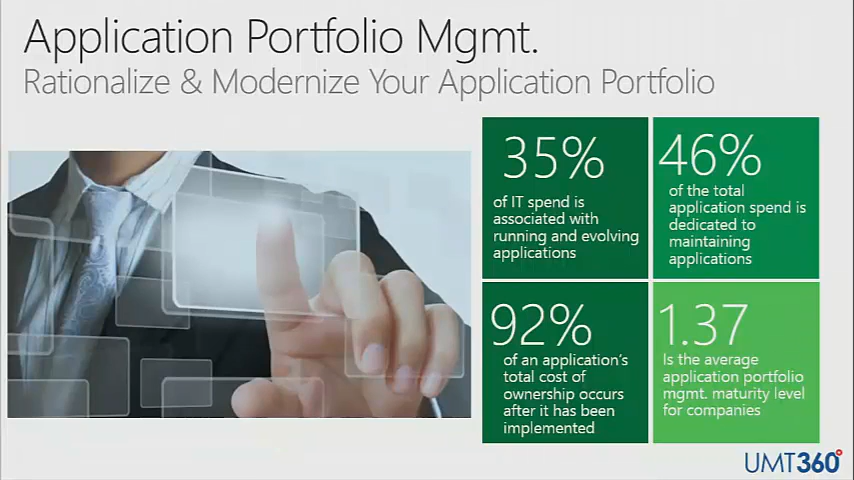 Application Portfolio Mgmt.
Rationalize & Modernize Your Application Portfolio
35%
of IT spend is
associated with
running and evolving
applications
46%
of the total
application spend is
dedicated to
maintaining
applications
92%
of an application's
total cost of
ownership occurs
after it has been
implemented
1.37
Is the average
application portfolio
mgmt. maturity level
for companies
UMT360